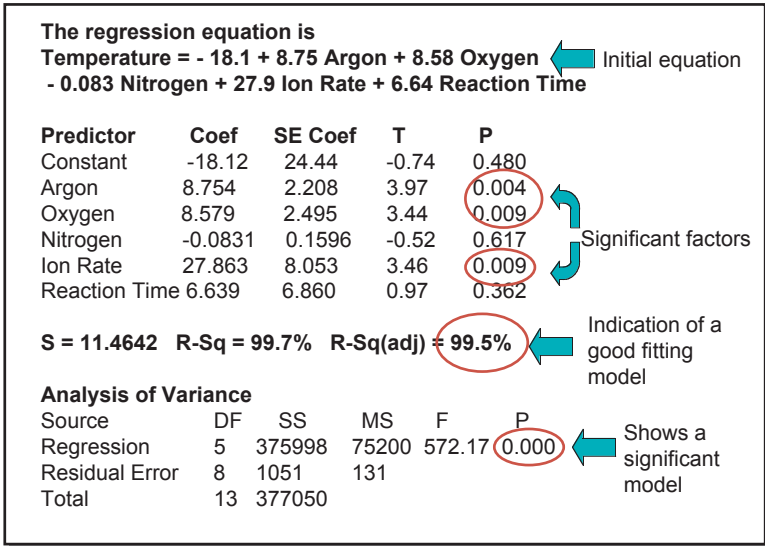 The regression equation is
Temperature = - 18.1 + 8.75 Argon + 8.58 Oxygen
- 0.083 Nitrogen + 27.9 Ion Rate + 6.64 Reaction Time
Initial equation
Predictor Coef SE Coef T P
Constant -18.12 24.44 -0.74 0.480
Argon 8.754 2.208 3.97 0.004
Oxygen 8.579 2.495 3.44 0.009
Nitrogen -0.0831 0.1596 -0.52 0.617
Ion Rate 27.863 8.053 3.46 0.009
Reaction Time 6.639 6.860 0.97 0.362
Significant factors
S = 11.4642 R-Sq = 99.7% R-Sq(adj) = 99.5%
Indication of a
good fitting
model
Analysis of Variance
Source DF SS MS F P
Regression 5 375998 75200 572.17 0.000
Residual Error 8 1051 131
Total 13 377050
Shows a
significant
model